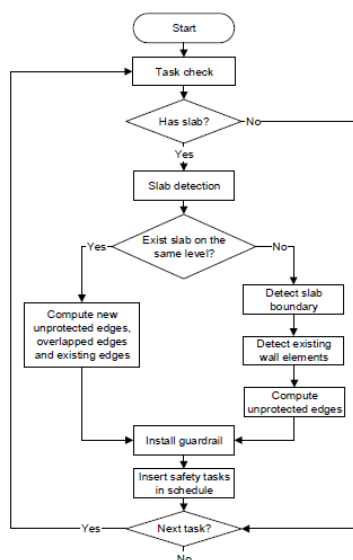 Start
Task check
Has slab?
No
Yes
Slab detection
Exist slab on the
same level?
Yes
No
Detect slab
boundary
Compute new
unprotected edges,
overlapped edges
and existing edges
Detect existing
wall elements
Compute
unprotected edges
Install guardrail
Insert safety tasks
in schedule
Yes
Next task?
No